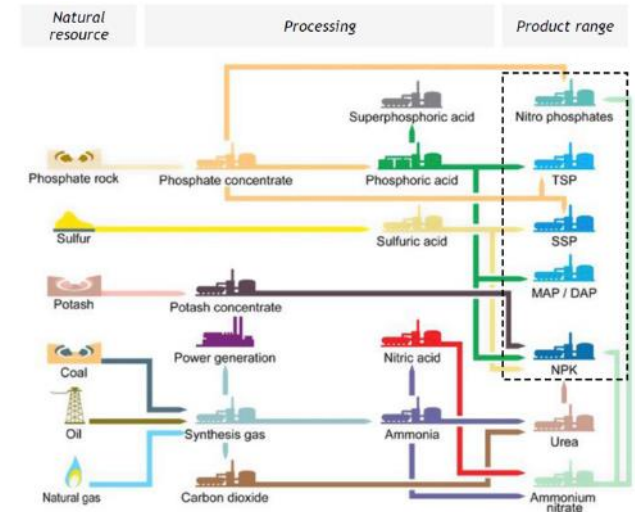 Natural
resource
Processing
Product range
Superphosphoric acid
Nitro phosphates
Phosphate rock
Phosphate concentrate
Phosphoric acid
TSP
Sulfur
Sulfuric acid
SSP
Potash
Potash concentrate
MAP / DAP
Coal
Power generation
Nitric acid
NPK
Oil
Synthesis gas
Ammonia
Urea
Natural gas
Carbon dioxide
Ammonium
nitrate